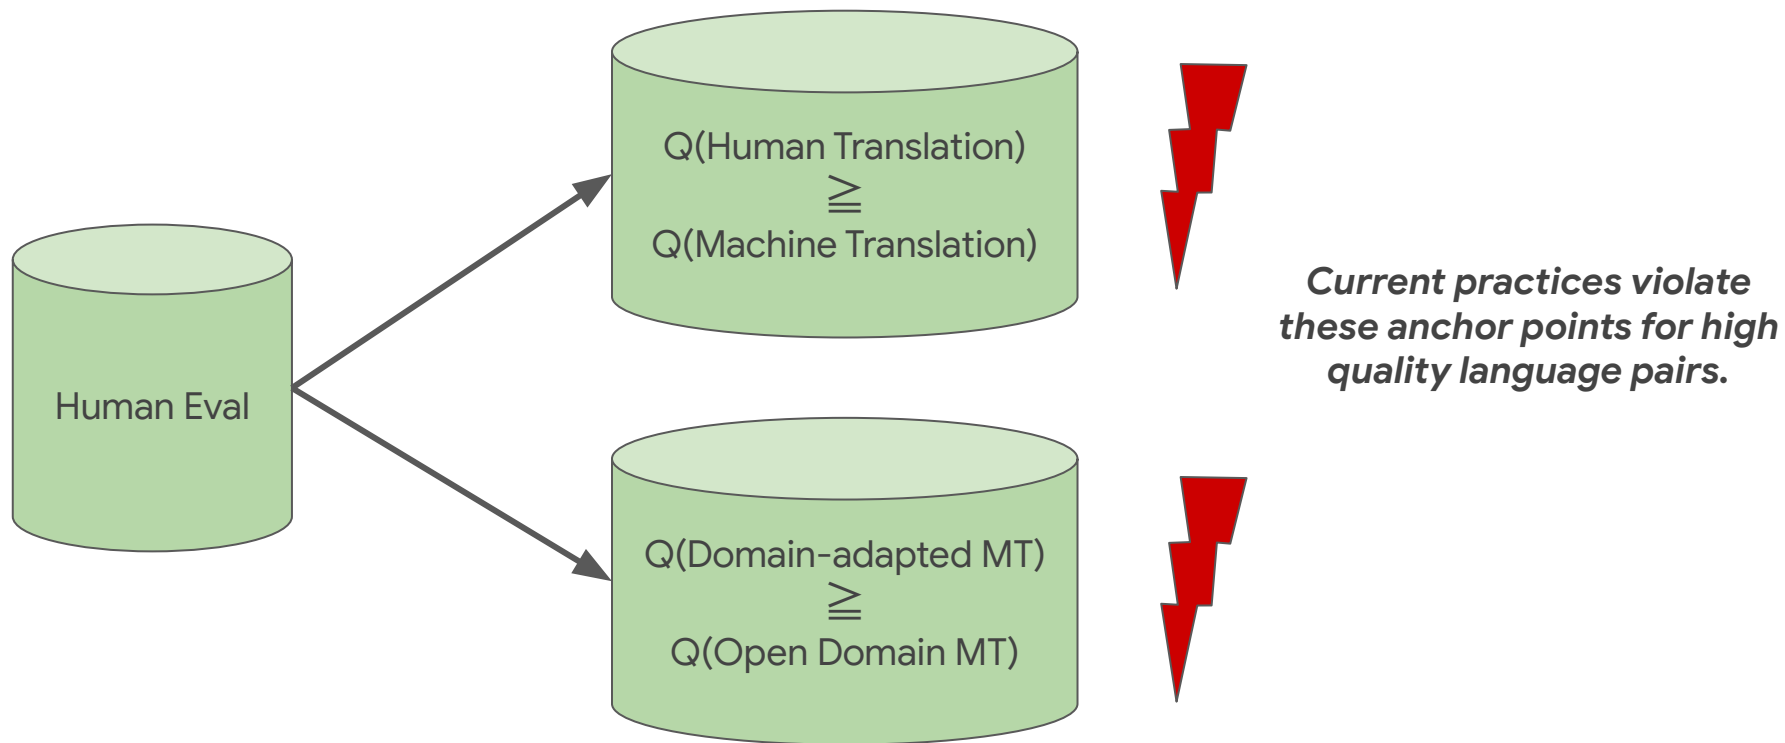 Human Eval
Q(Human Translation)
≧
Q(Machine Translation)
Q(Domain-adapted MT)
≧
Q(Open Domain MT)
Current practices violate
these anchor points for high
quality language pairs.